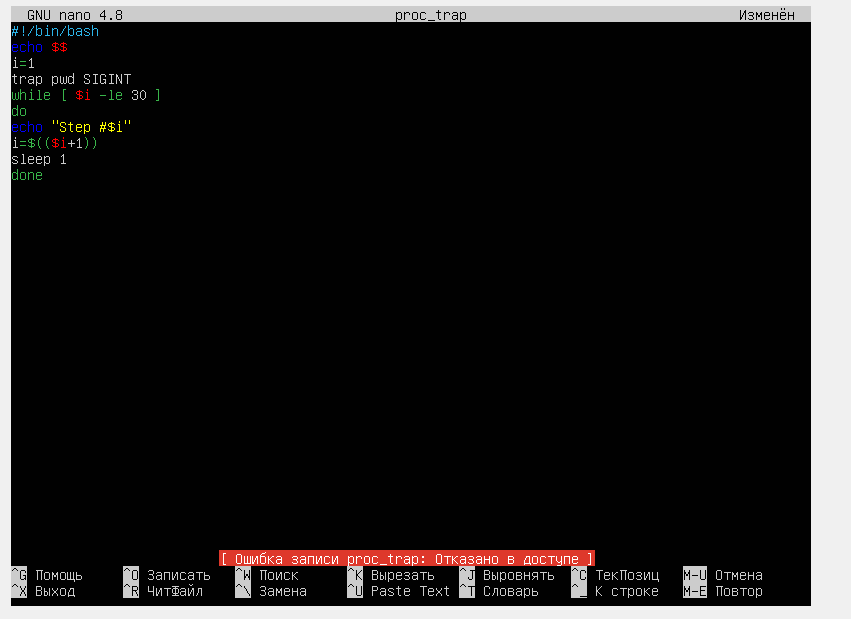 GNU nano 4.8 proc_trap Изменён
#!/bin/bash
echo $$
i=1
trap pwd SIGINT
while [ $i -le 30 ]
do
echo "Step #$i"
i=$(($i+1))
sleep 1
done
[ Ошибка записи proc_trap: Отказано в доступе ]
^G Помощь ^O Записать ^W Поиск ^K Вырезать ^J Выровнять ^C ТекПозиц M-U Отмена
^X Выход ^R ЧитФайл ^\ Замена ^U Paste Text ^T Словарь ^_ К строке M-E Повтор